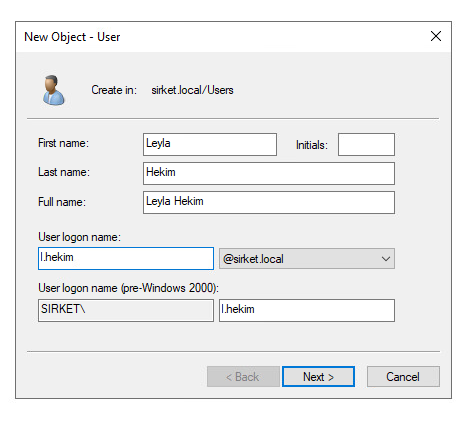 New Object - User
Create in: sirket.local/Users
First name: Leyla Initials:
Last name: Hekim
Full name: Leyla Hekim
User logon name:
l.hekim @sirket.local
User logon name (pre-Windows 2000):
SIRKET\ l.hekim
< Back Next > Cancel